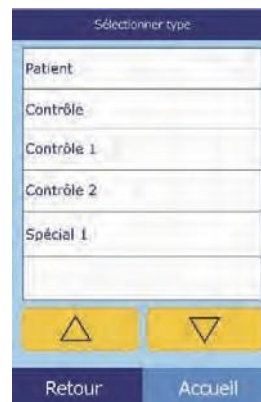 Sélectionner type
Patient
Contrôle
Contrôle 1
Contrôle 2
Spécial 1
Retour Accueil